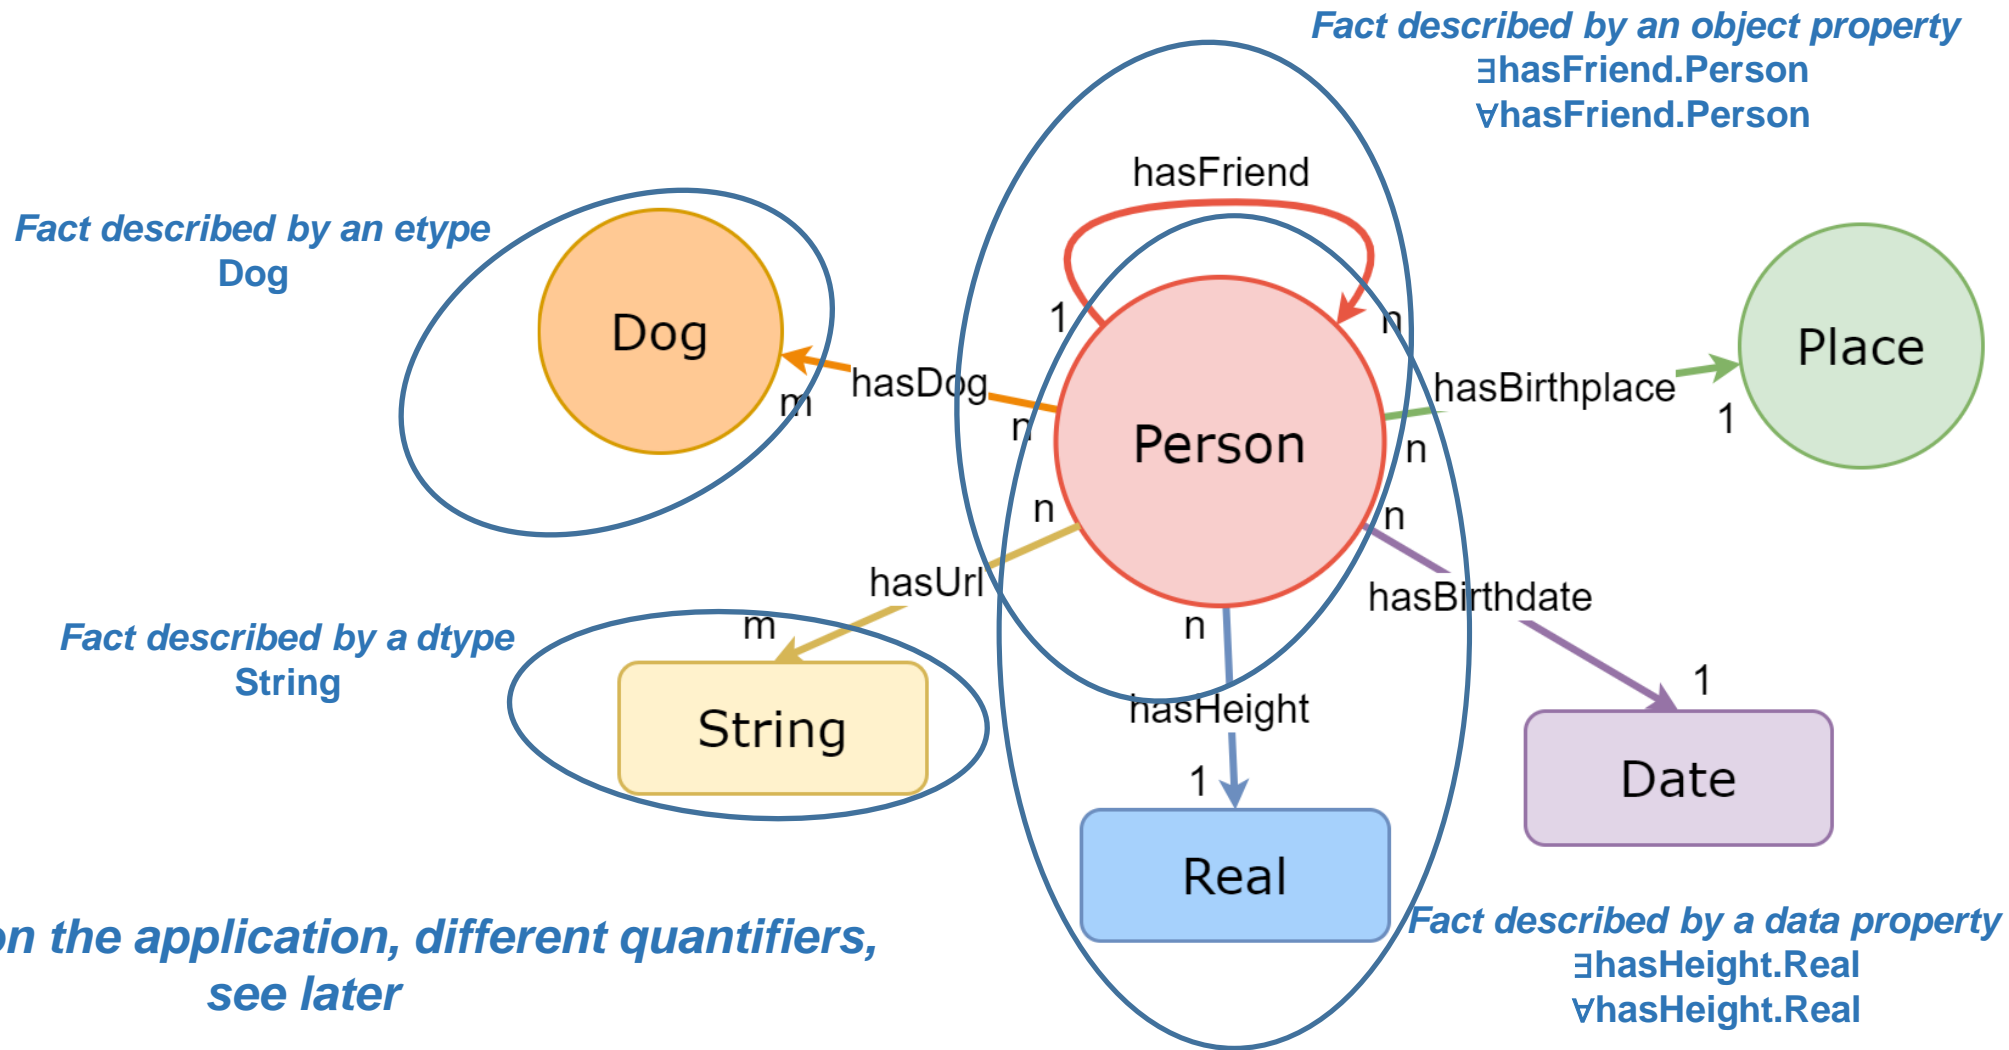 Fact described by an object property
∃hasFriend.Person
∀hasFriend.Person
hasFriend
Fact described by an etype
Dog
Dog
1
n
Place
hasDog
hasBirthplace
m
n
1
Person
n
n
n
hasUrl
hasBirthdate
m
n
Fact described by a dtype
String
1
hasHeight
String
1
Date
Real
on the application, different quantifiers,
see later
Fact described by a data property
∃hasHeight.Real
∀hasHeight.Real